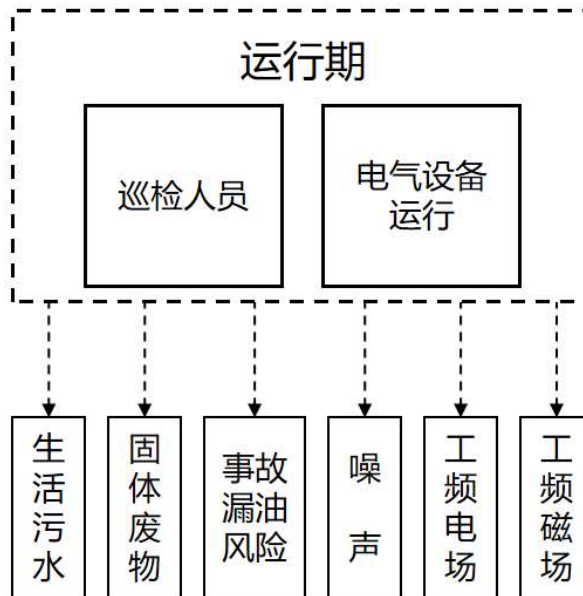 运行期
巡检人员
电气设备
运行
生活污水
固体废物
事故
漏油
风险
噪声
工频电场
工频磁场